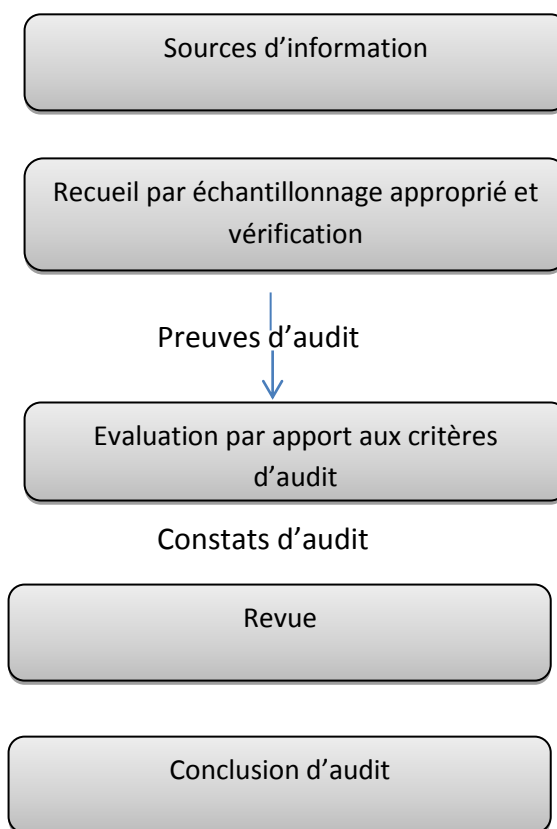 Sources d’information
Recueil par échantillonnage approprié et
vérification
Preuves d’audit
Evaluation par apport aux critères
d’audit
Constats d’audit
Revue
Conclusion d’audit